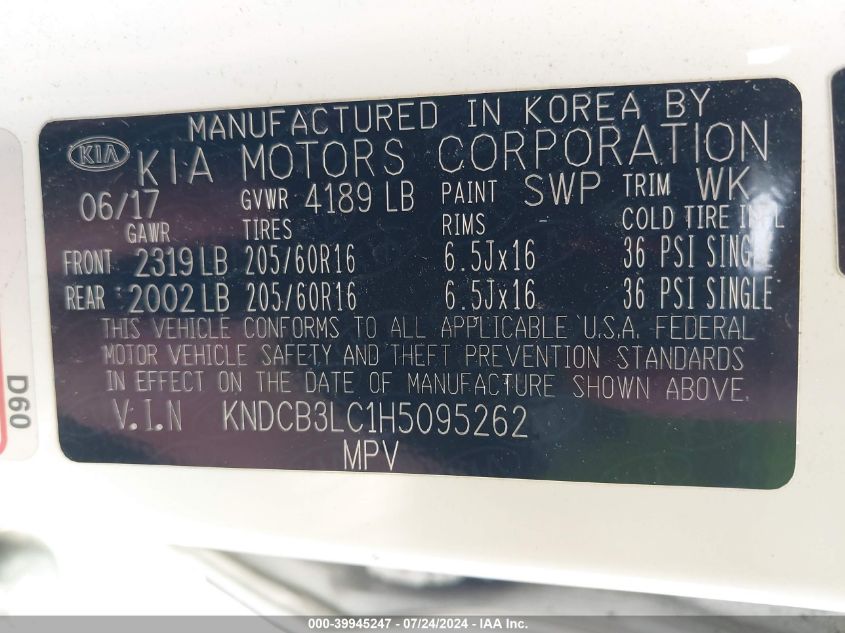 MANUFACTURED IN KOREA BY
KIA KIA MOTORS CORPORATION
06/17 GVWR 4189 LB PAINT SWP TRIM WK
GAWR TIRES RIMS COLD TIRE
FRONT 2319 LB 205/60R16 6.5Jx16 36 PSI SINGLE
REAR 2002 LB 205/60R16 6.5Jx16 36 PSI SINGLE
THIS VEHICLE CONFORMS TO ALL APPLICABLE U.S.A. FEDERAL
MOTOR VEHICLE SAFETY AND THEFT PREVENTION STANDARDS
IN EFFECT ON THE DATE OF MANUFACTURE SHOWN ABOVE.
V.I.N KNDCB3LC1H5095262
MPV
D60
000-39945247 - 07/24/2024 - IAA Inc.